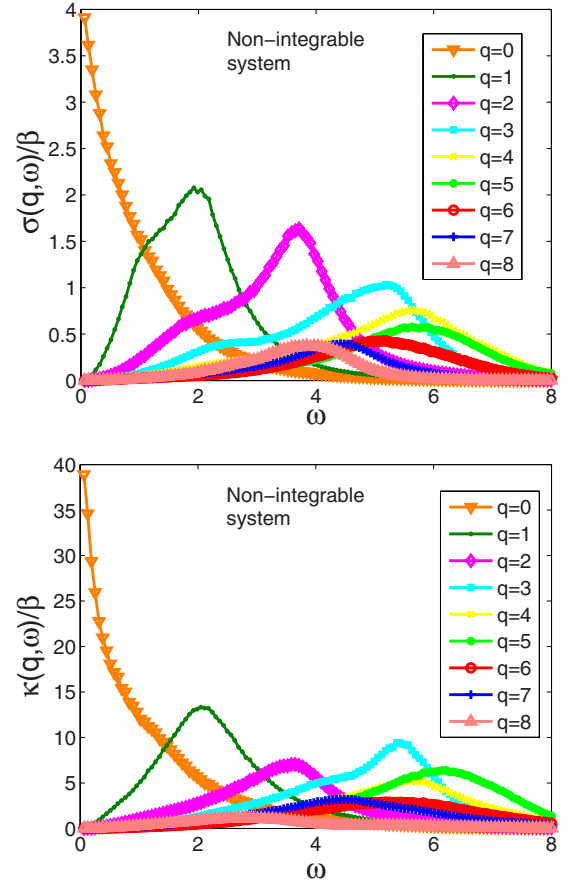 4
3.5
3
2.5
2
1.5
1
0.5
0
σ(q,ω)/β
Non-integrable
system
q=0
q=1
q=2
q=3
q=4
q=5
q=6
q=7
q=8
0 2 4 6 8
ω
40
35
30
25
20
15
10
5
0
κ(q,ω)/β
Non-integrable
system
q=0
q=1
q=2
q=3
q=4
q=5
q=6
q=7
q=8
0 2 4 6 8
ω